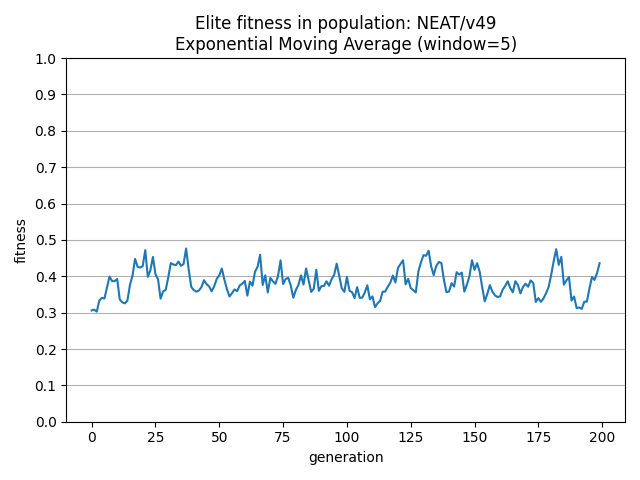 Elite fitness in population: NEAT/v49
Exponential Moving Average (window=5)
1.0
0.9
0.8
0.7
0.6
0.5
0.4
0.3
0.2
0.1
0.0
fitness
0 25 50 75 100 125 150 175 200
generation